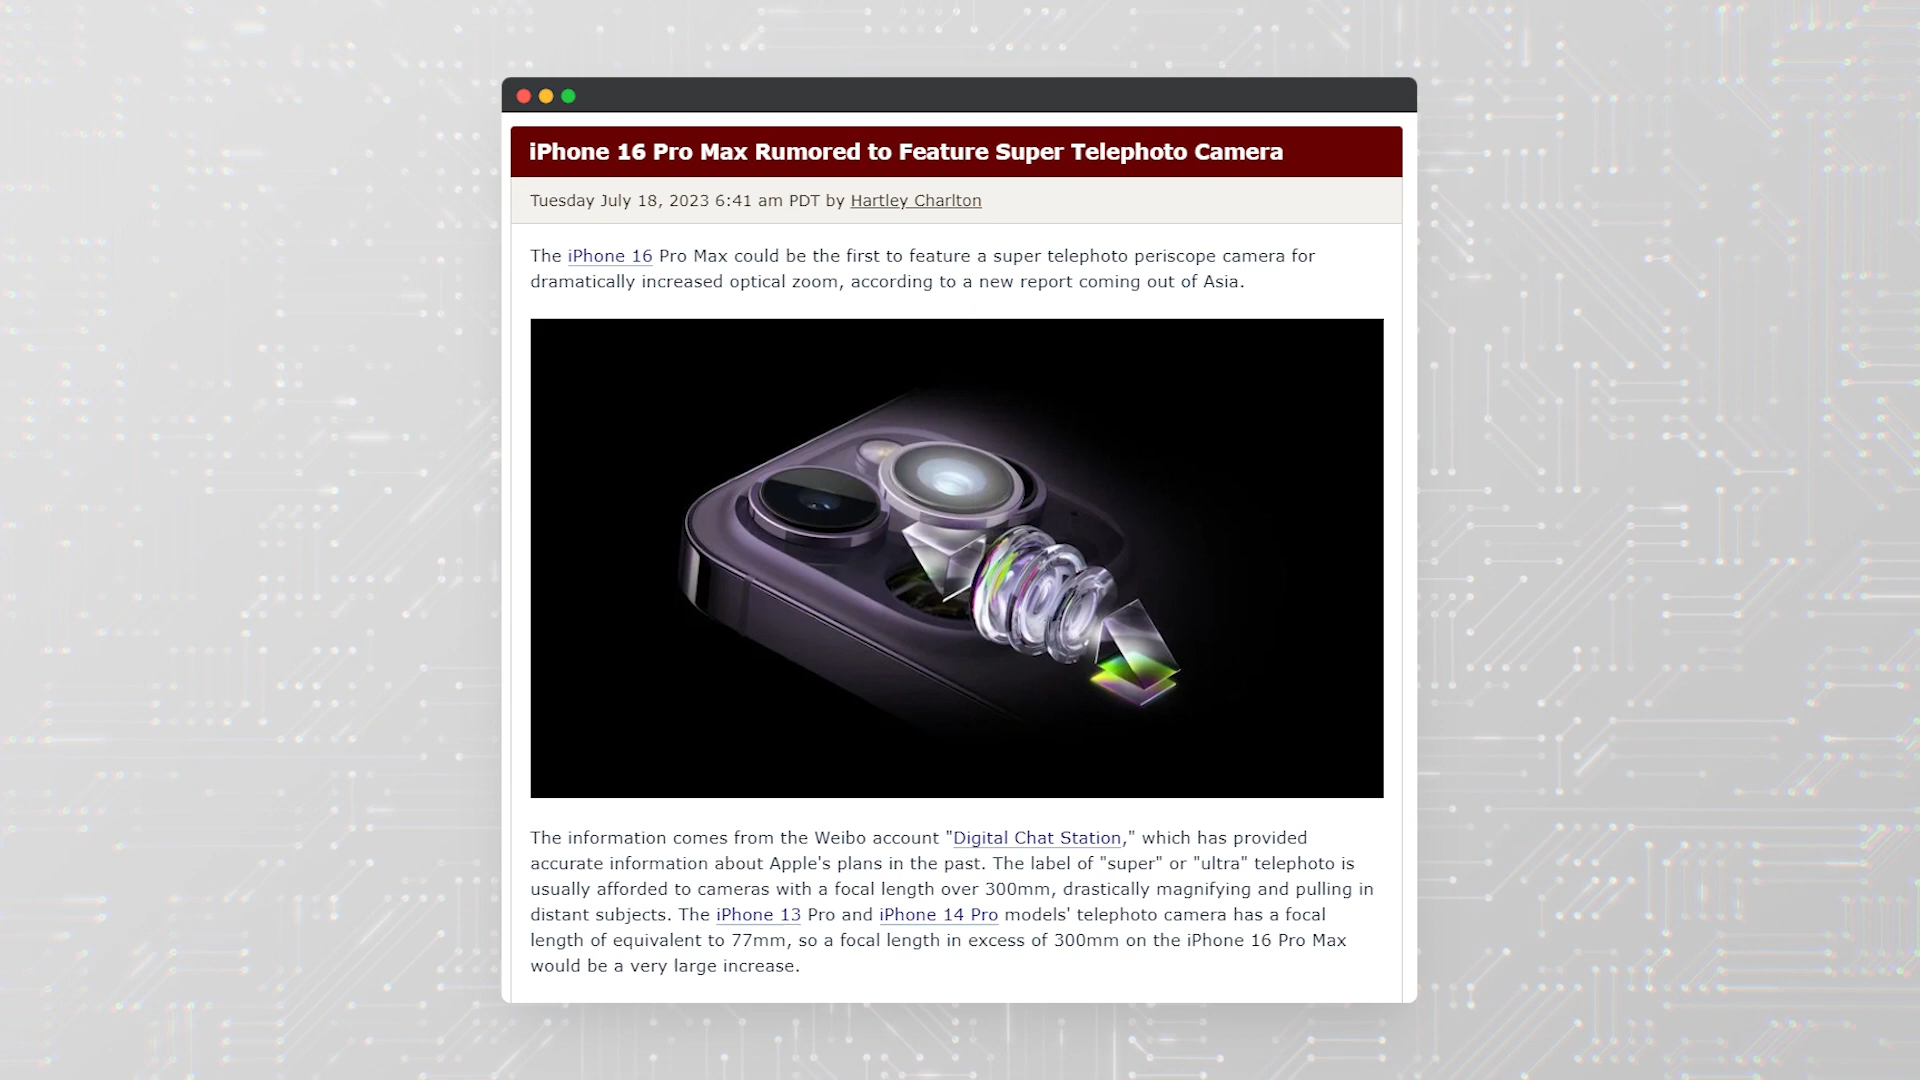 iPhone 16 Pro Max Rumored to Feature Super Telephoto Camera
Tuesday July 18, 2023 6:41 am PDT by Hartley Charlton
The iPhone 16 Pro Max could be the first to feature a super telephoto periscope camera for
dramatically increased optical zoom, according to a new report coming out of Asia.
The information comes from the Weibo account "Digital Chat Station," which has provided
accurate information about Apple's plans in the past. The label of "super" or "ultra" telephoto is
usually afforded to cameras with a focal length over 300mm, drastically magnifying and pulling in
distant subjects. The iPhone 13 Pro and iPhone 14 Pro models' telephoto camera has a focal
length of equivalent to 77mm, so a focal length in excess of 300mm on the iPhone 16 Pro Max
would be a very large increase.